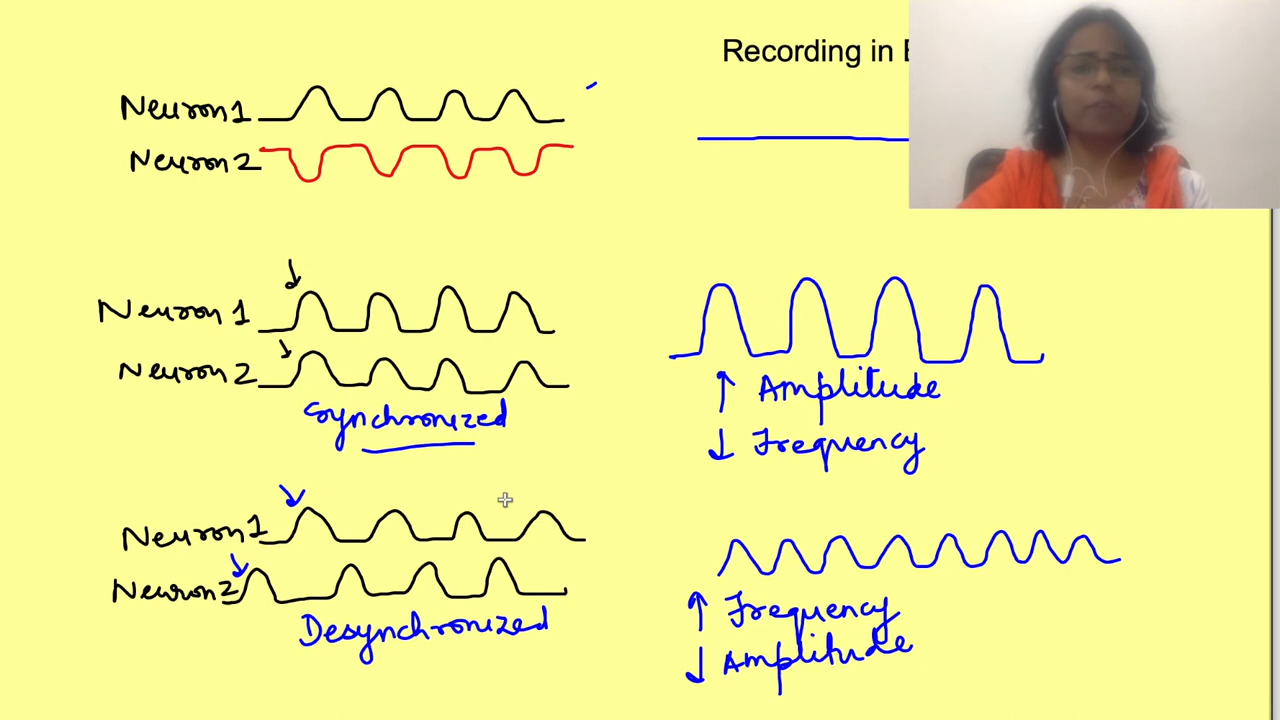 Recording in
Neuron 1
Neuron 2
Neuron 1
Neuron 2
Synchronized
↑ Amplitude
↓ Frequency
Neuron 1
Neuron 2
Desynchronized
↑ Frequency
↓ Amplitude